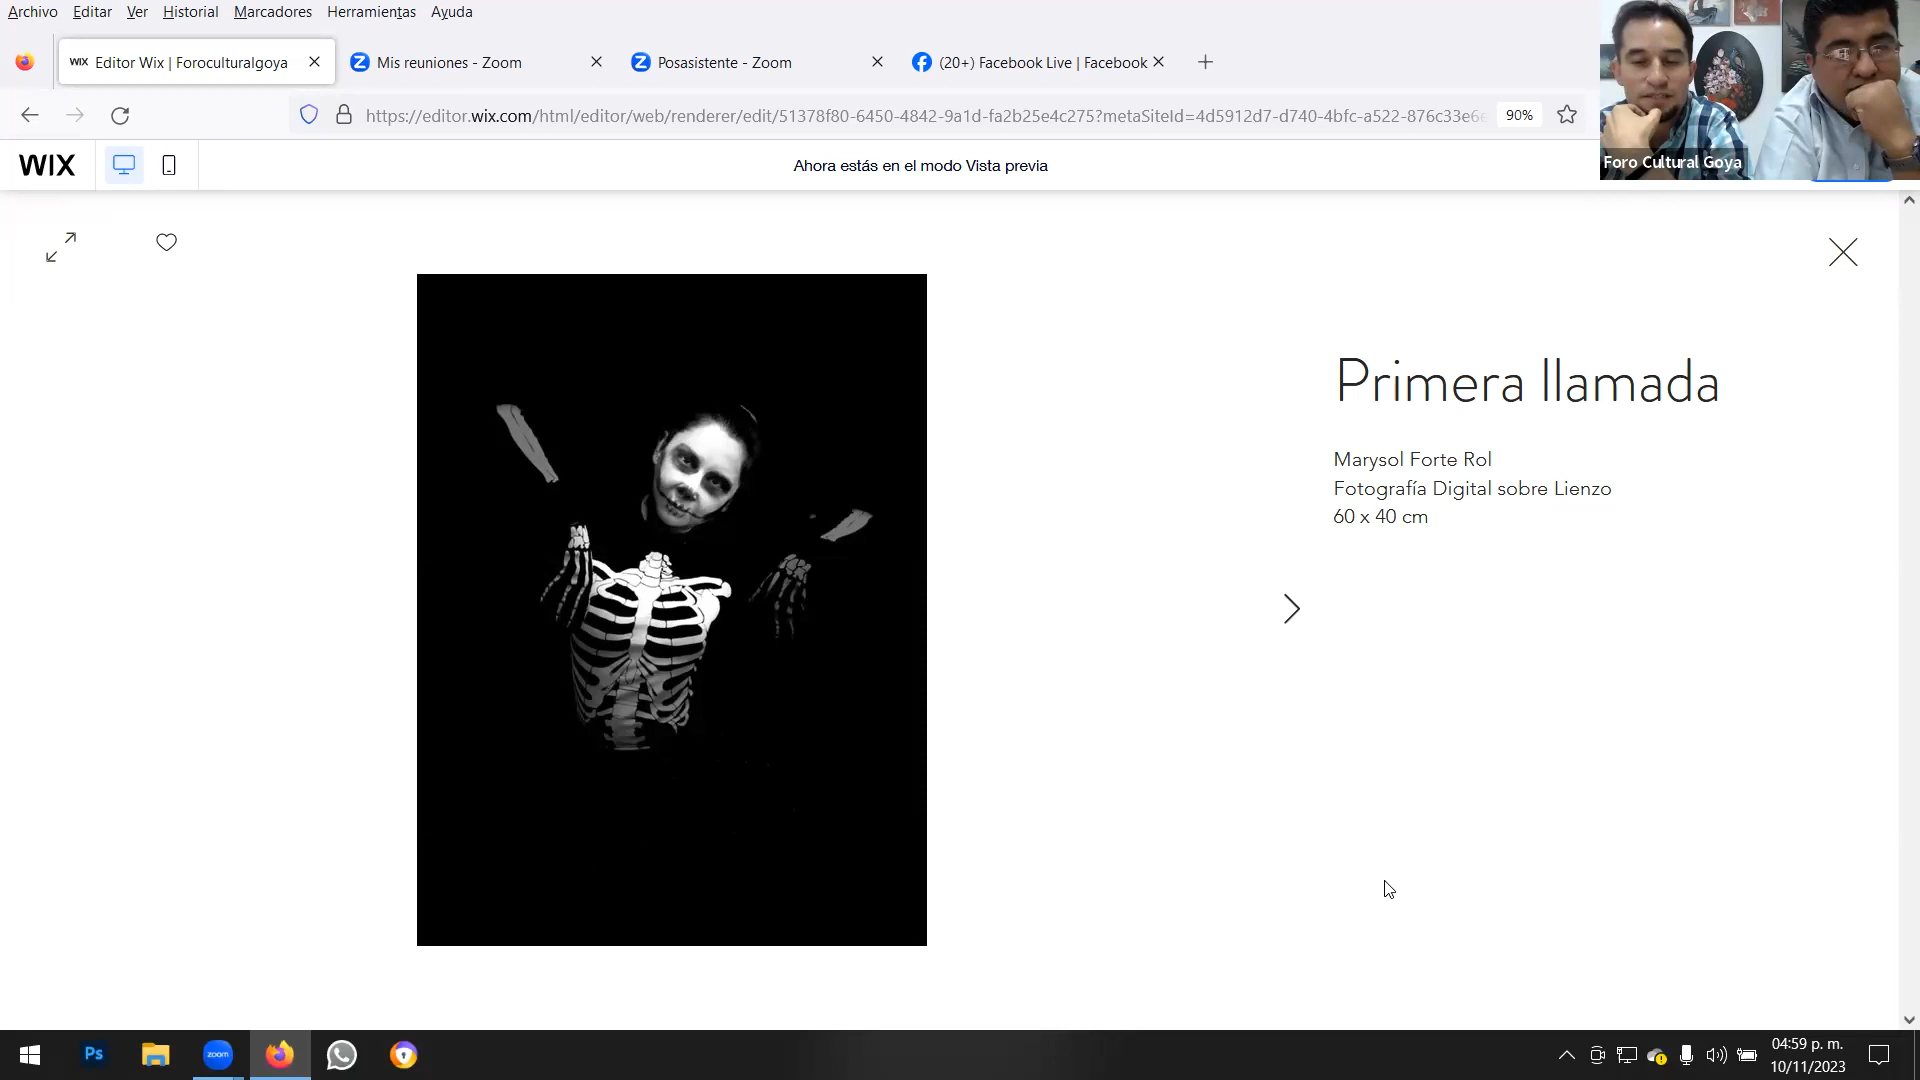 Archivo Editar Ver Historial Marcadores Herramientas Ayuda
WIX Editor Wix | Foroculturalgoya Mis reuniones - Zoom Posasistente - Zoom (20+) Facebook Live | Facebook
https://editor.wix.com/html/editor/web/renderer/edit/51378f80-6450-4842-9a1d-fa2b25e4c275?metaSiteId=4d5912d7-d740-4bfc-a522-876c33e6 90%
WIX Ahora estás en el modo Vista previa
Foro Cultural Goya
Primera llamada
Marysol Forte Rol
Fotografía Digital sobre Lienzo
60 x 40 cm
Ps zoom
04:59 p. m.
10/11/2023